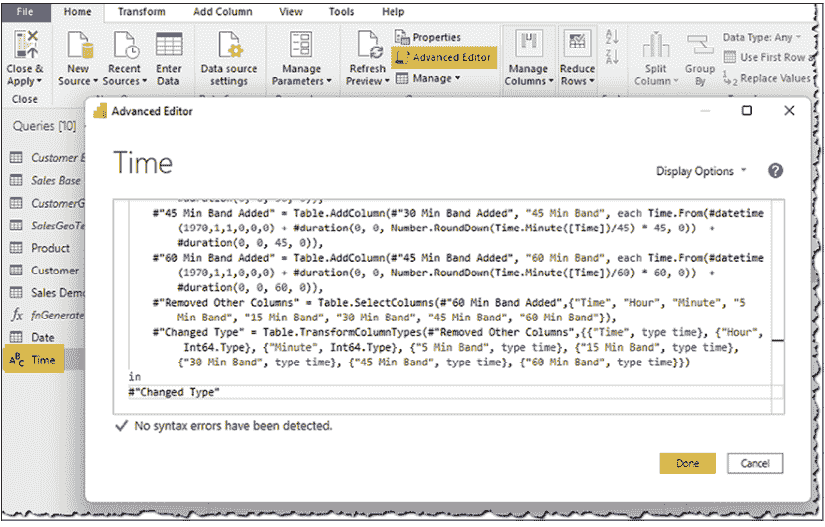 File Home Transform Add Column View Tools Help
Close & Apply
New Source
Recent Sources
Enter Data
Data source settings
Manage Parameters
Refresh Preview
Properties
Advanced Editor
Manage
Manage Columns
Reduce Rows
Split Column
Group By
Data Type: Any
Use First Row a
Replace Values
Close
Queries [10]
Customer E
Sales Base
CustomerG
SalesGeoTe
Product
Customer
Sales Demo
fx fnGenerate
Date
ABC Time
Advanced Editor
Time
Display Options
#duration(0, 0, 30, 0)),
#"45 Min Band Added" = Table.AddColumn(#"30 Min Band Added", "45 Min Band", each Time.From(#datetime
(1970,1,1,0,0,0) + #duration(0, 0, Number.RoundDown(Time.Minute([Time])/45) * 45, 0)) +
#duration(0, 0, 45, 0)),
#"60 Min Band Added" = Table.AddColumn(#"45 Min Band Added", "60 Min Band", each Time.From(#datetime
(1970,1,1,0,0,0) + #duration(0, 0, Number.RoundDown(Time.Minute([Time])/60) * 60, 0)) +
#duration(0, 0, 60, 0)),
#"Removed Other Columns" = Table.SelectColumns(#"60 Min Band Added",{"Time", "Hour", "Minute", "5
Min Band", "15 Min Band", "30 Min Band", "45 Min Band", "60 Min Band"}),
#"Changed Type" = Table.TransformColumnTypes(#"Removed Other Columns",{{"Time", type time}, {"Hour",
Int64.Type}, {"Minute", Int64.Type}, {"5 Min Band", type time}, {"15 Min Band", type time},
{"30 Min Band", type time}, {"45 Min Band", type time}, {"60 Min Band", type time}})
in
#"Changed Type"
No syntax errors have been detected.
Done
Cancel